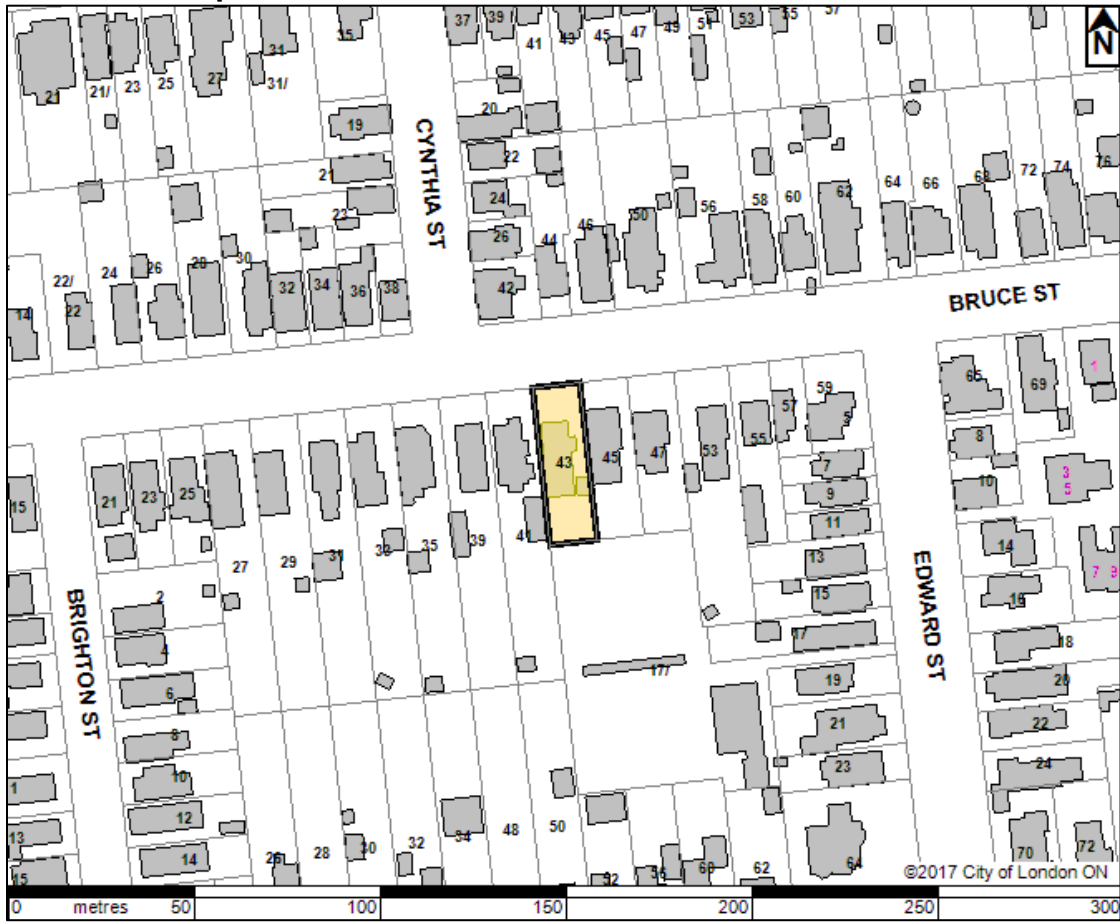 N
37 39 41 43 45 47 49 51 53 55 57
31 35
21 21/ 23 25 27 31/
19 20
21 22
23 24
26
62 64 66 68 72 74 76
44 46 50 56 58 60
CYNTHA ST
22/ 24 26 28 30
14 22 32 34 36 38 42
BRUCE ST
59
65 69 1
57 5
55
8
21 23 25 43 45 47 53
7
3
5
10
15
9
11
27 29 31 33 35 39 41
13
14
7 9
15
16
2
BRIGHTON ST
EDWARD ST
4
17
18
17/
6
19
20
8
21
22
10
23
24
1
12
13
14
15
26 28 30 32 34 48 50
52 56 60 62 64
70 72
©2017 City of London ON
0 metres 50 100 150 200 250 300